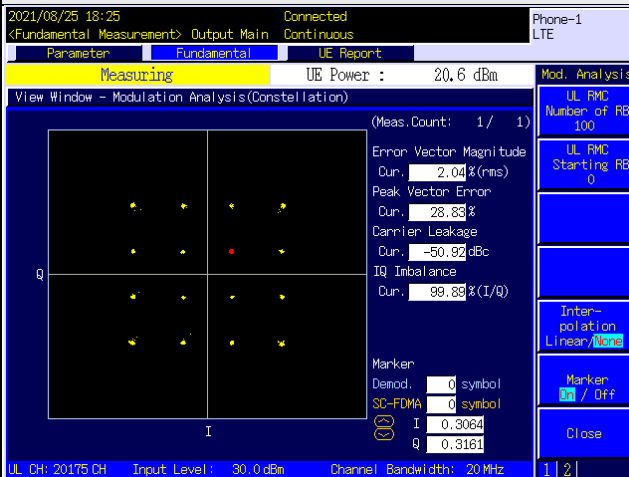 2021/08/25 18:25 Connected Phone-1
<Fundamental Measurement> Output Main Continuous LTE
Parameter Fundamental UE Report
Measuring UE Power : 20.6 dBm Mod. Analysis
View Window - Modulation Analysis(Constellation)
UL RMC
Number of RB
100
(Meas.Count: 1/ 1)
Error Vector Magnitude
Cur. 2.04 %(rms)
UL RMC
Starting RB
0
Peak Vector Error
Cur. 28.83 %
Carrier Leakage
Cur. -50.92 dBc
IQ Imbalance
Q
Cur. 99.89 %(I/Q)
Inter-
polation
Linear/None
Marker
Demod. 0 symbol
SC-FDMA 0 symbol
I 0.3064
Q 0.3161
Marker
On / Off
I
Close
UL CH: 20175 CH Input Level: 30.0 dBm Channel Bandwidth: 20 MHz 1 2